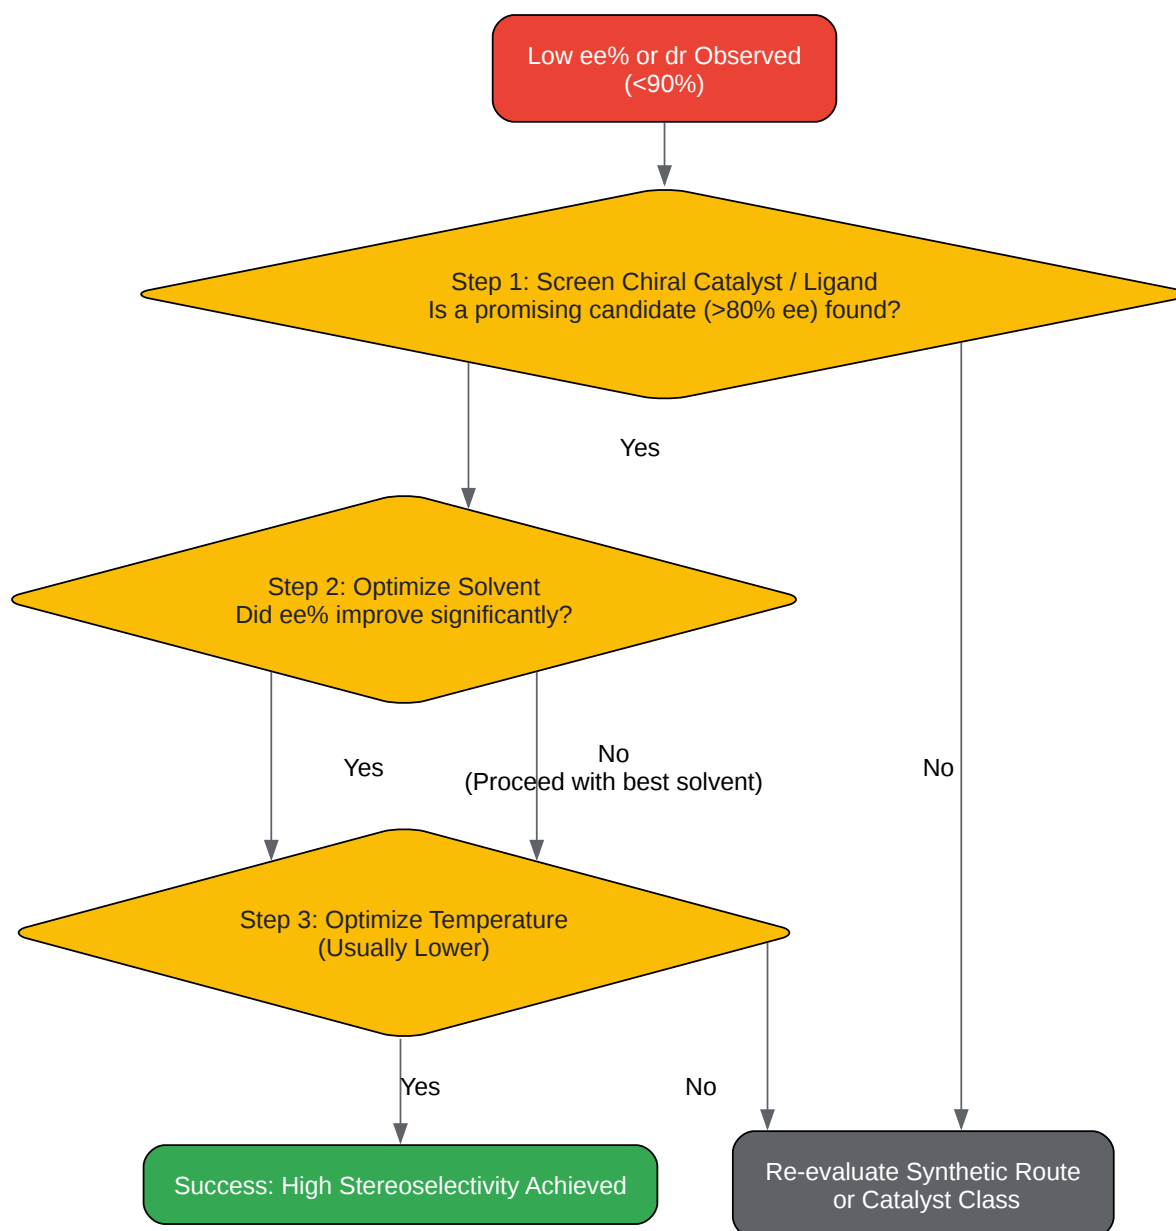 Low ee% or dr Observed
(<90%)
Step 1: Screen Chiral Catalyst / Ligand
Is a promising candidate (>80% ee) found?
Yes
Step 2: Optimize Solvent
Did ee% improve significantly?
Yes
No
(Proceed with best solvent)
No
Step 3: Optimize Temperature
(Usually Lower)
Yes
No
Success: High Stereoselectivity Achieved
Re-evaluate Synthetic Route
or Catalyst Class